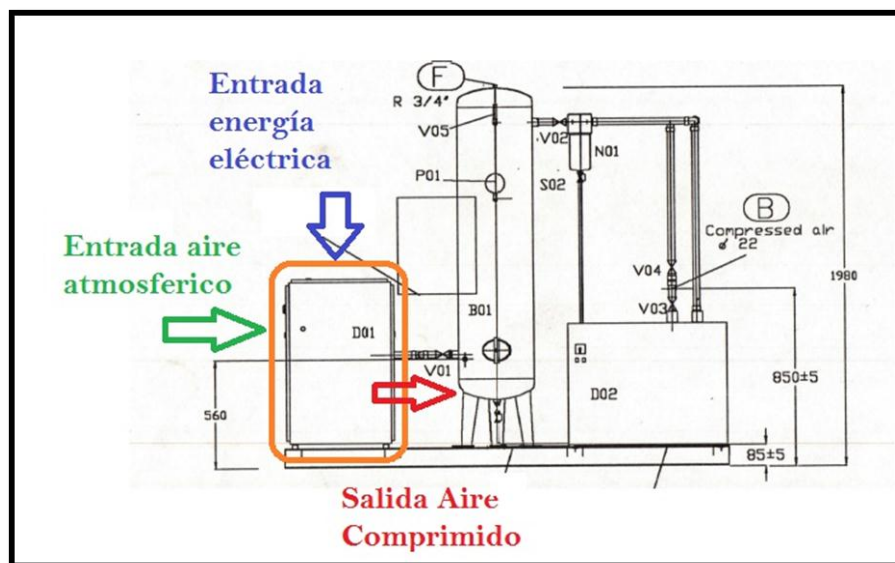 Entrada
energía
eléctrica
F
R 3/4"
V05
V02
N01
P01
S02
B
Compressed air
ø 22
Entrada aire
atmosferico
V04
1980
D01
B01
V03
V01
850±5
560
D02
85±5
Salida Aire
Comprimido